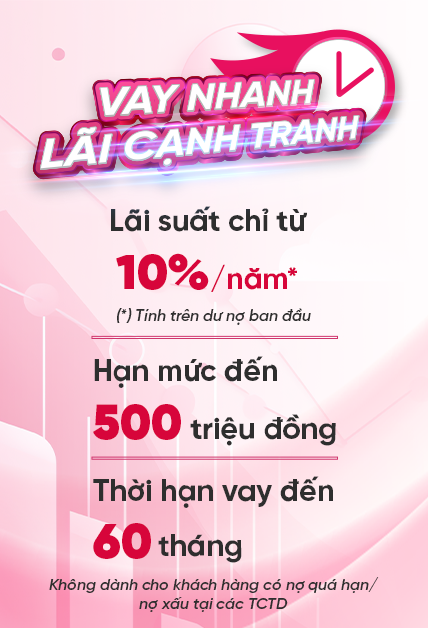 VAY NHANH
LÃI CẠNH TRANH
Lãi suất chỉ từ
10%/năm*
(*) Tính trên dư nợ ban đầu
Hạn mức đến
500 triệu đồng
Thời hạn vay đến
60 tháng
Không dành cho khách hàng có nợ quá hạn/
nợ xấu tại các TCTD